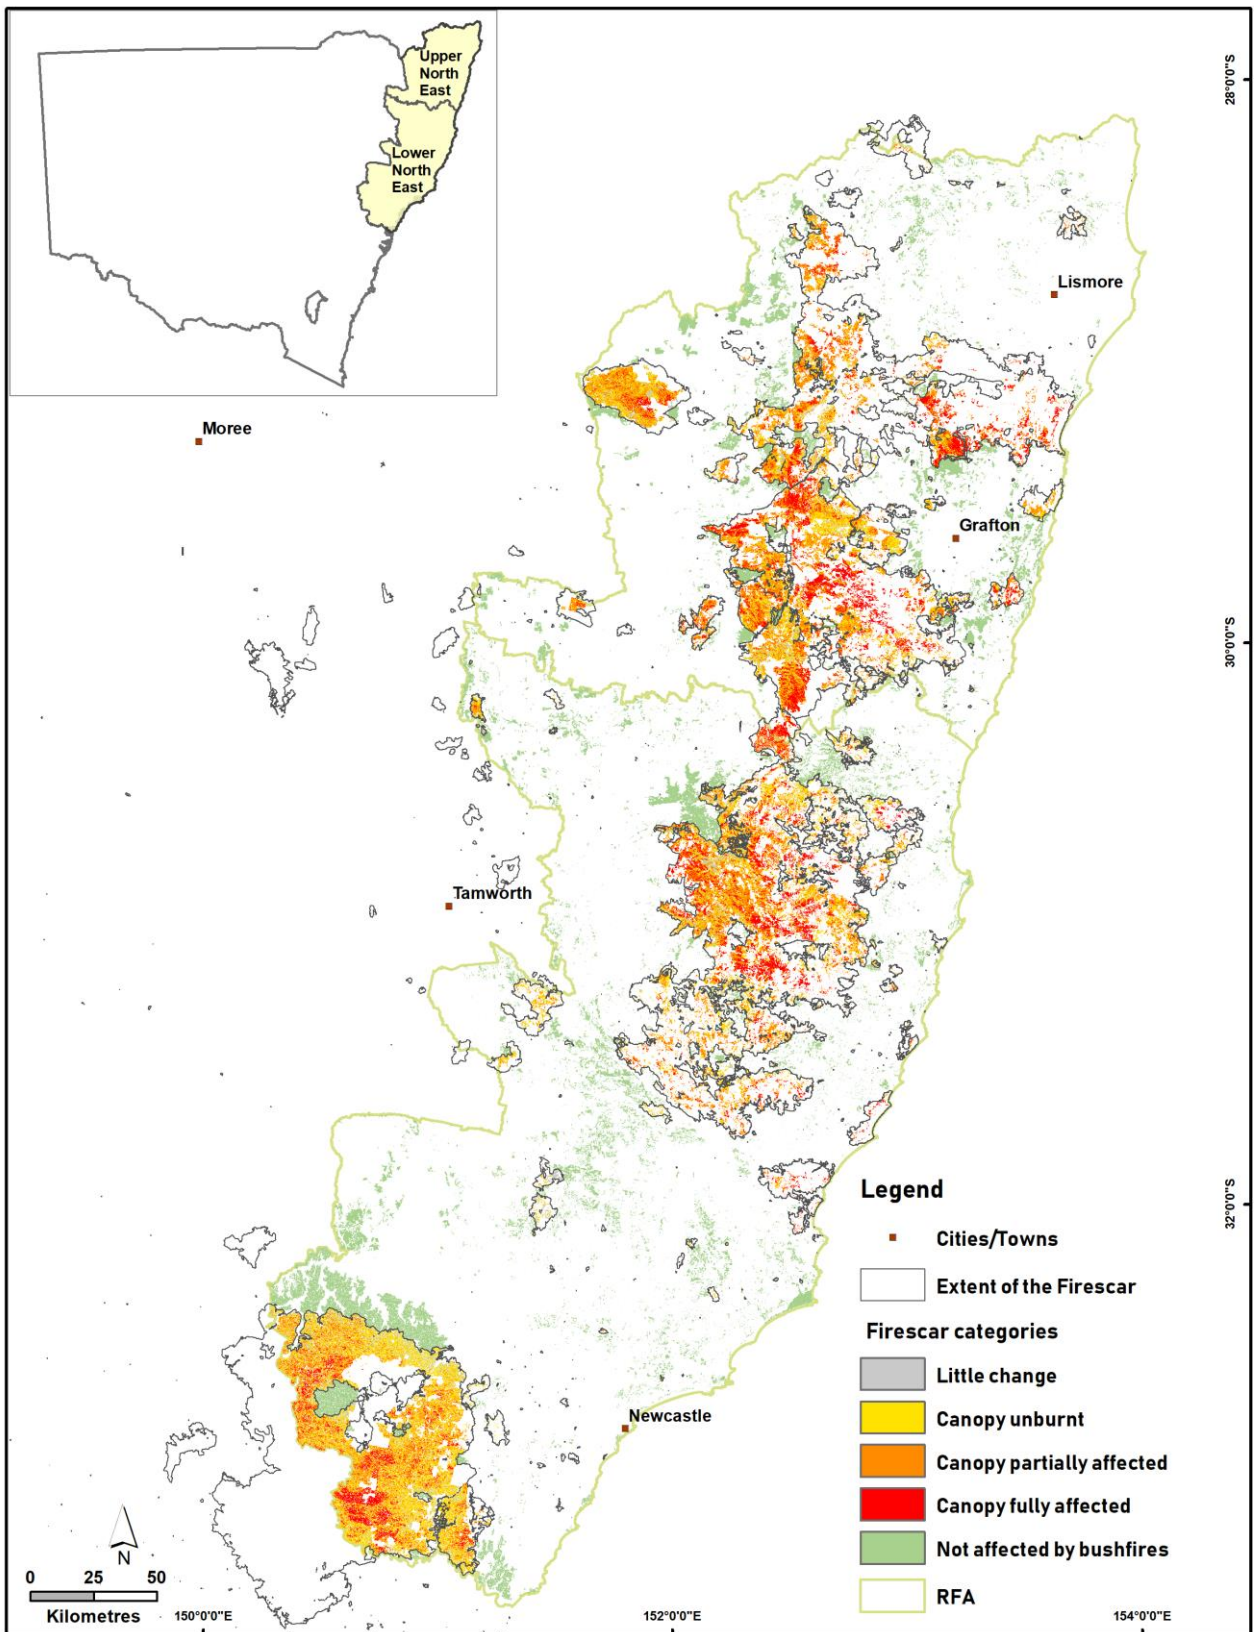 Upper
North
East
Lower
North
East
28°0'0"S
Lismore
Moree
Grafton
30°0'0"S
Tamworth
32°0'0"S
Newcastle
Legend
Cities/Towns
Extent of the Firescar
Firescar categories
Little change
Canopy unburnt
Canopy partially affected
Canopy fully affected
Not affected by bushfires
RFA
N
0 25 50
Kilometres
150°0'0"E 152°0'0"E 154°0'0"E